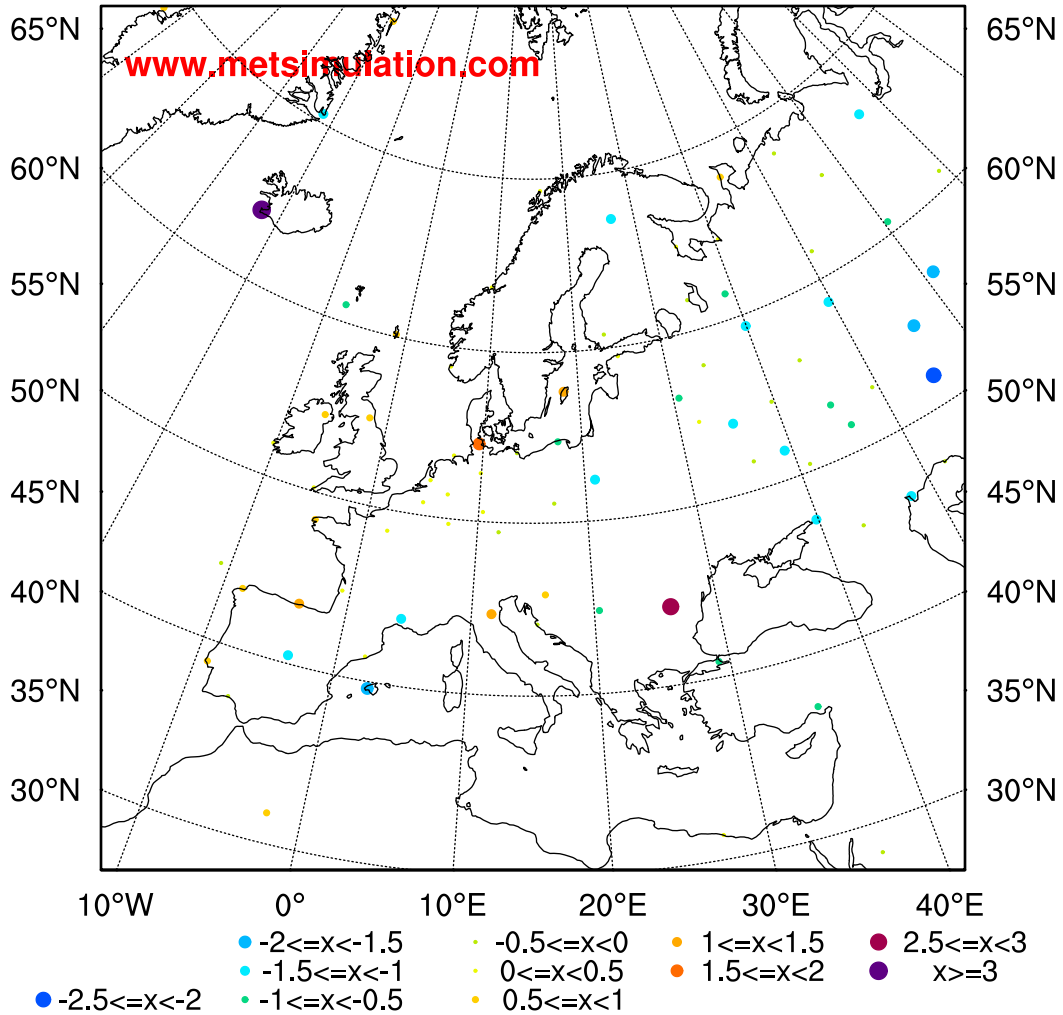 65°N 65°N
www.metsimulation.com
60°N 60°N
55°N 55°N
50°N 50°N
45°N 45°N
40°N 40°N
35°N 35°N
30°N 30°N
10°W 0° 10°E 20°E 30°E 40°E
-2<=x<-1.5 -0.5<=x<0 1<=x<1.5 2.5<=x<3
-1.5<=x<-1 0<=x<0.5 1.5<=x<2 x>=3
-2.5<=x<-2 -1<=x<-0.5 0.5<=x<1